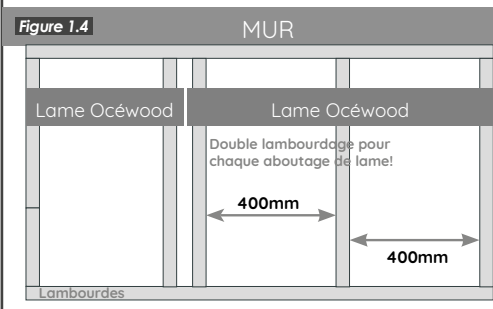 Figure 1.4
MUR
Lame Océwood
Lame Océwood
Double lambourdage pour
chaque aboutage de lame!
400mm
400mm
Lambourdes